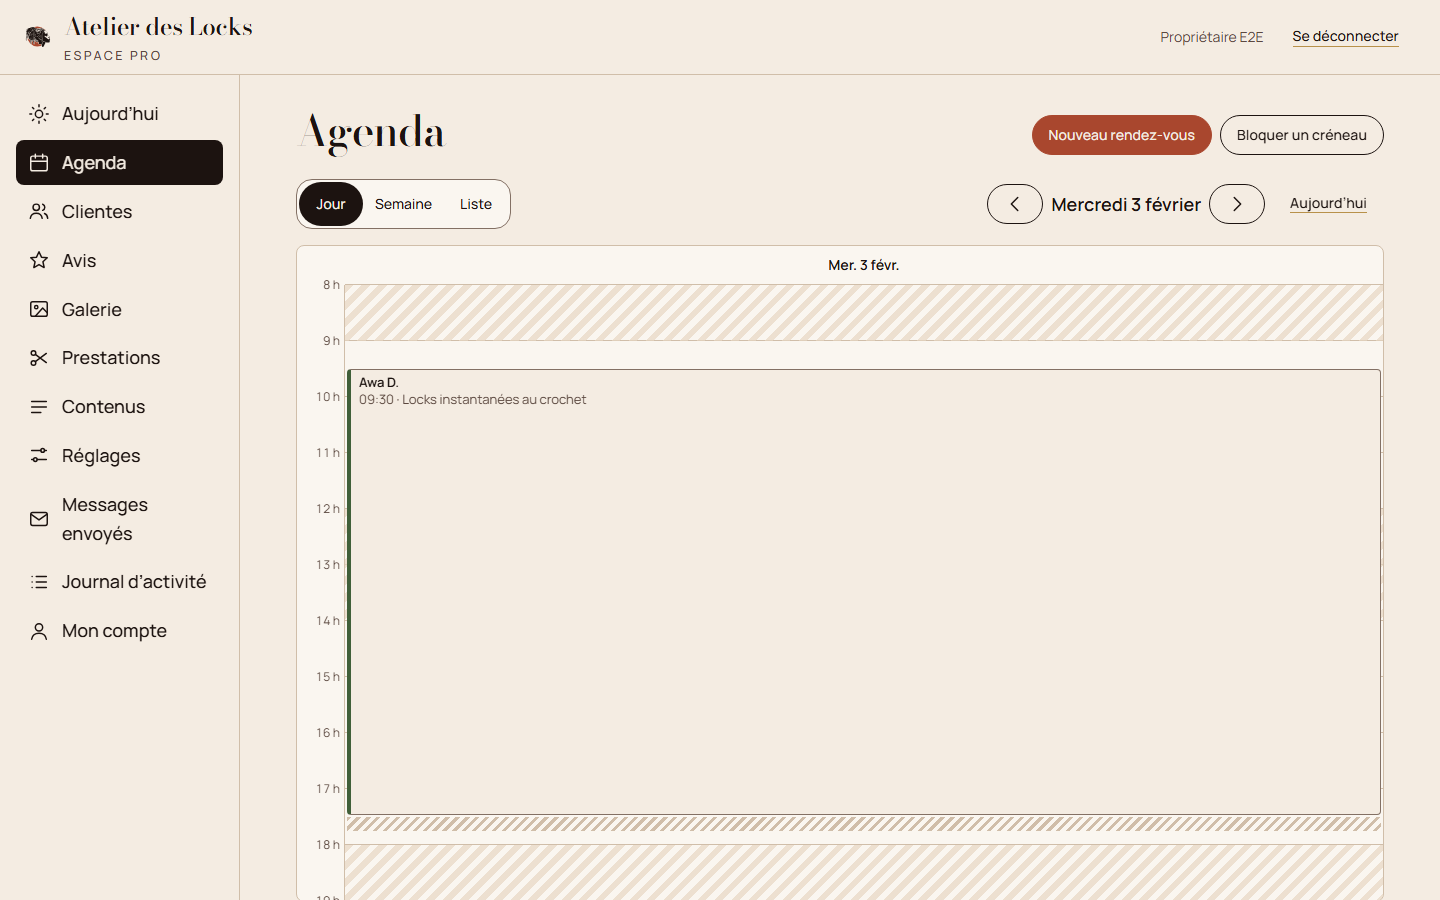 Atelier des Locks
ESPACE PRO
Propriétaire E2E
Se déconnecter
Aujourd’hui
Agenda
Clientes
Avis
Galerie
Prestations
Contenus
Réglages
Messages
envoyés
Journal d’activité
Mon compte
Agenda
Nouveau rendez-vous
Bloquer un créneau
Jour
Semaine
Liste
Mercredi 3 février
Aujourd’hui
Mer. 3 févr.
8 h
9 h
Awa D.
09:30 · Locks instantanées au crochet
10 h
11 h
12 h
13 h
14 h
15 h
16 h
17 h
18 h